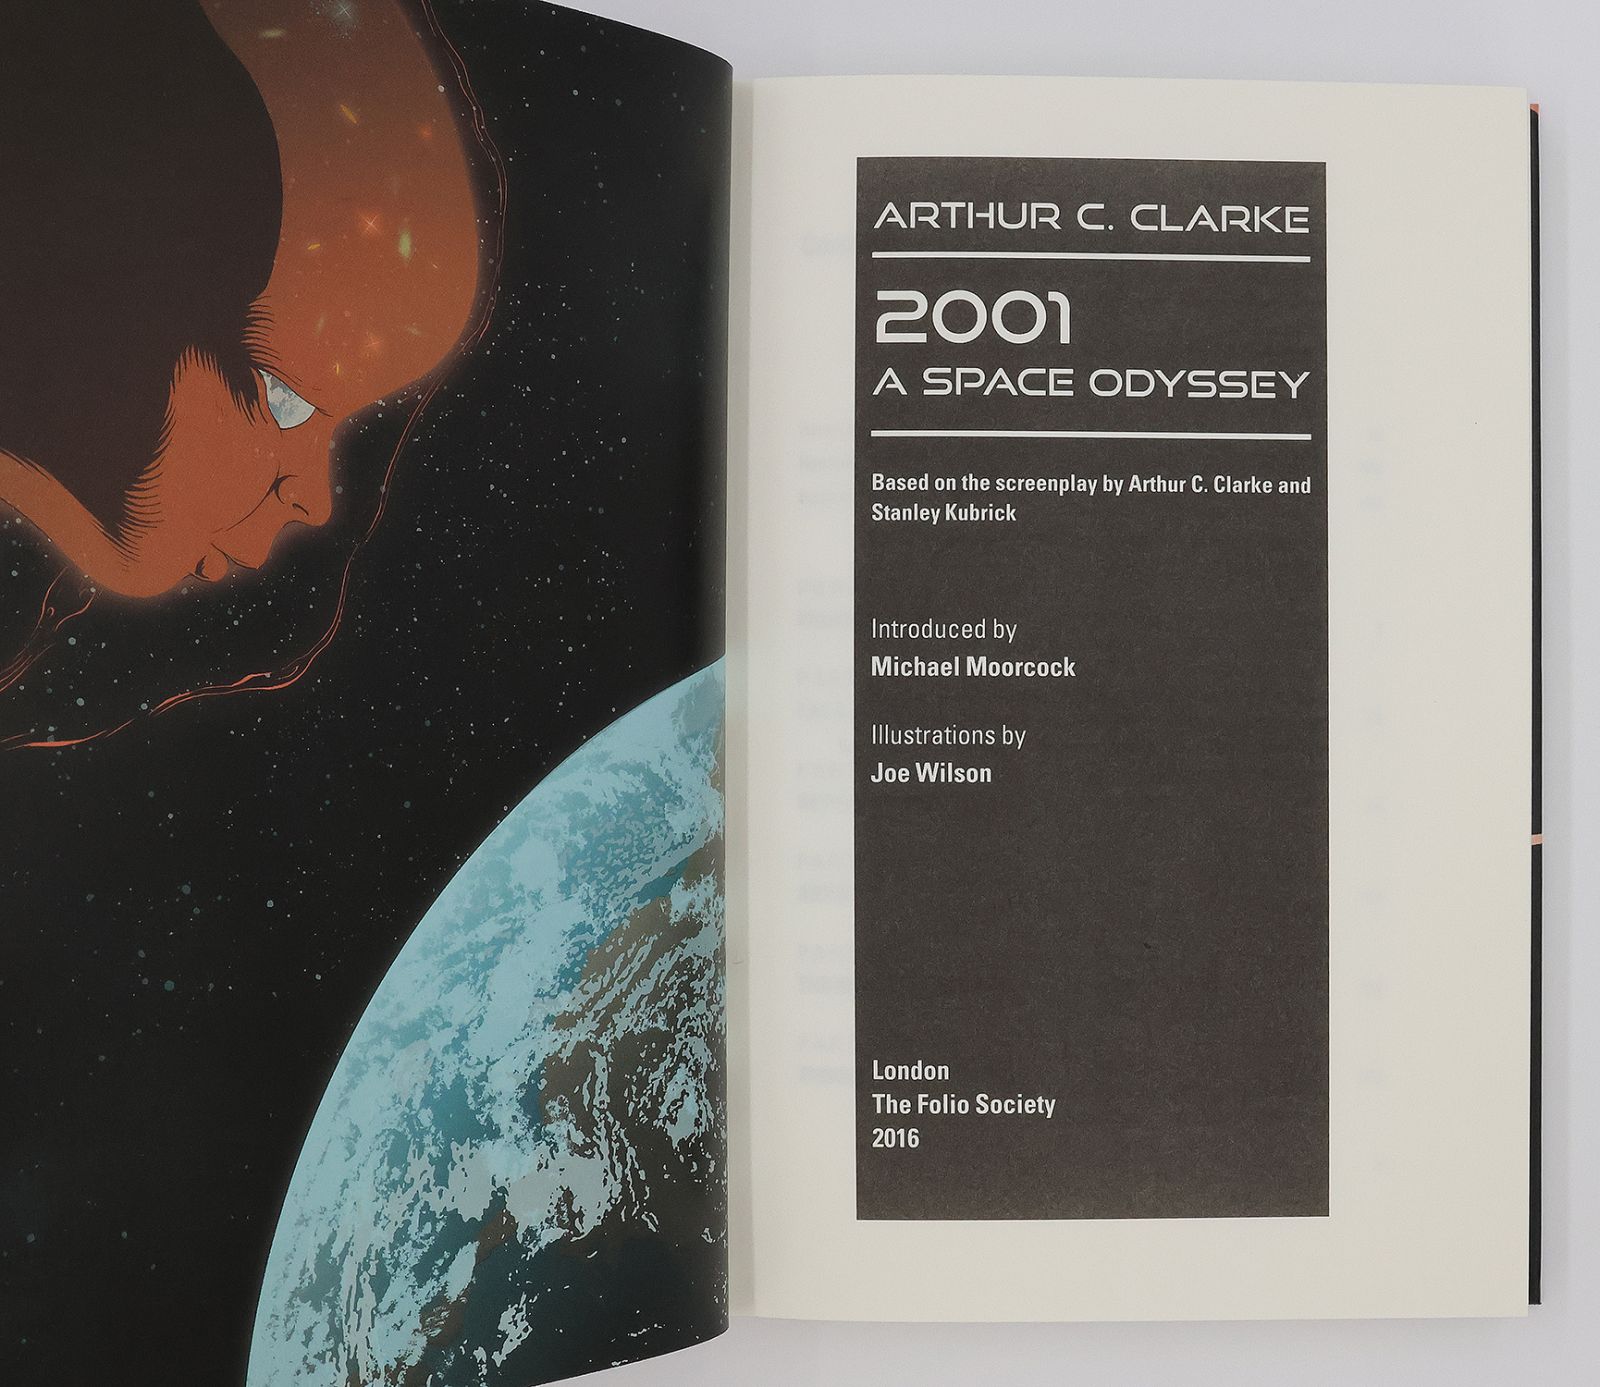 ARTHUR C. CLARKE
2001
A SPACE ODYSSEY
Based on the screenplay by Arthur C. Clarke and
Stanley Kubrick
Introduced by
Michael Moorcock
Illustrations by
Joe Wilson
London
The Folio Society
2016